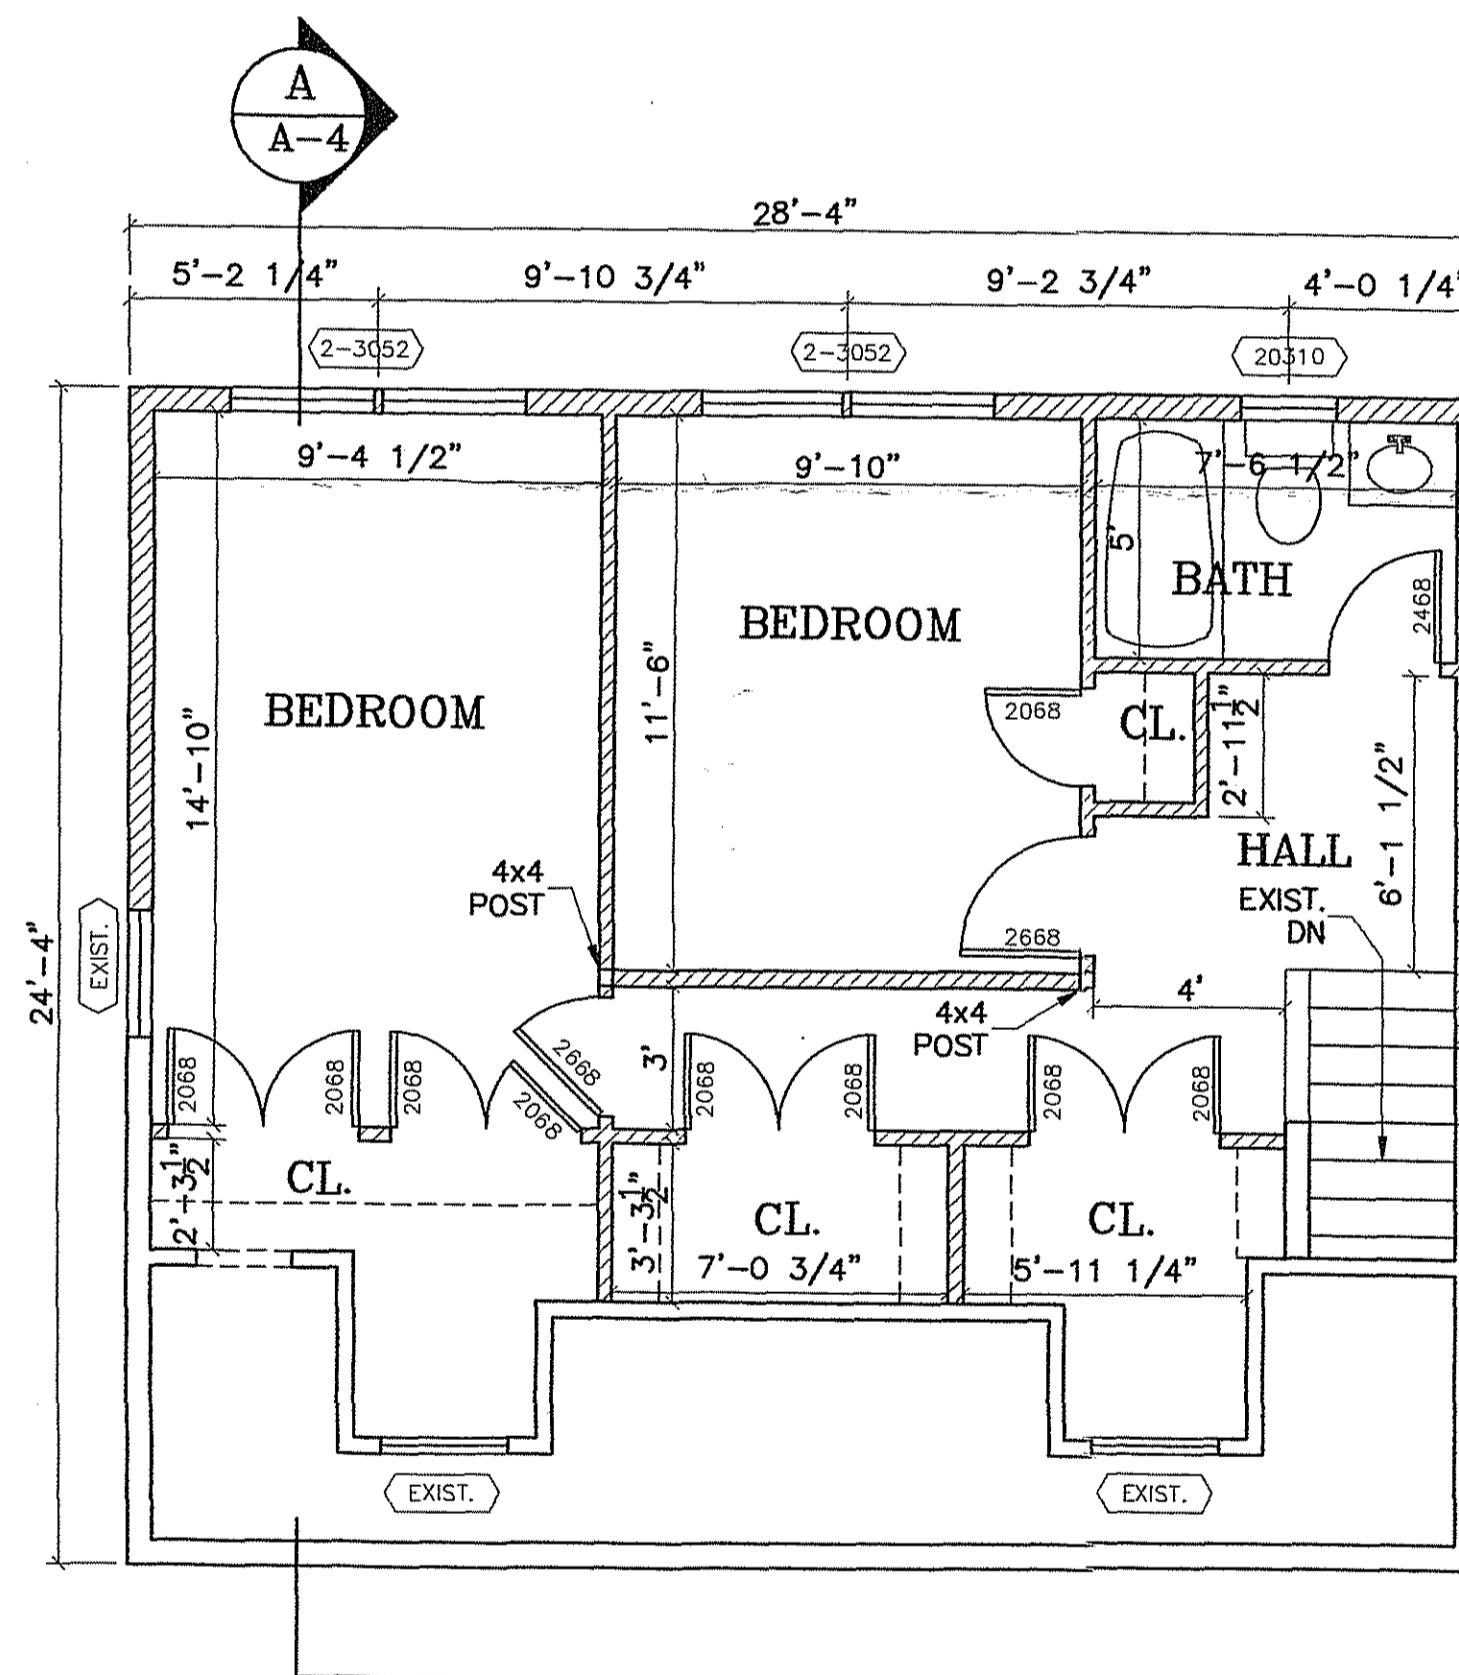 A
A-4
28'-4"
5'-2 1/4"
9'-10 3/4"
9'-2 3/4"
4'-0 1/4"
2-3052
2-3052
20310
9'-4 1/2"
9'-10"
7'-6 1/2"
5'
BATH
2468
BEDROOM
BEDROOM
11'-6"
14'-10"
2068
CL.
2'-11 1/2"
6'-1 1/2"
HALL
EXIST.
DN
4x4
POST
2668
EXIST.
24'-4"
4'
4x4
POST
3'
2068
2068
2068
2668
2068
2068
2068
2068
2068
CL.
2'-3 1/2"
3'-3 1/2"
CL.
7'-0 3/4"
CL.
5'-11 1/4"
EXIST.
EXIST.